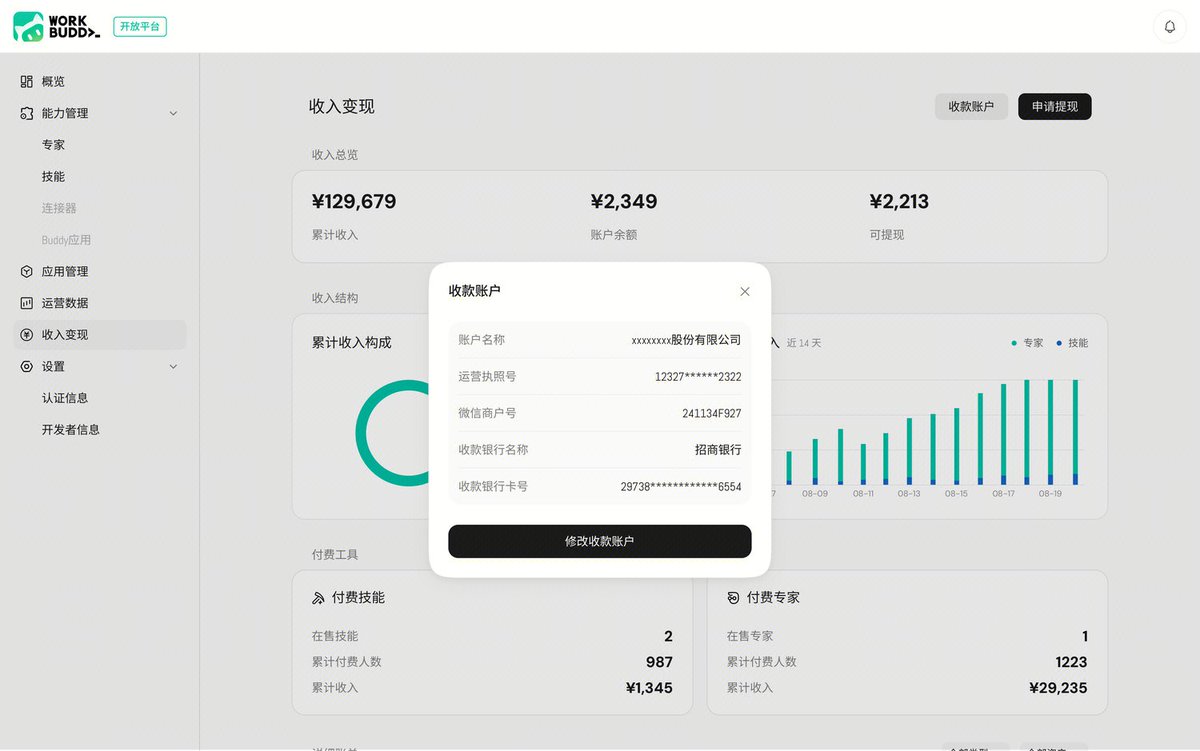 WORK
BUDD>_
开放平台
概览
能力管理
专家
技能
连接器
Buddy应用
应用管理
运营数据
收入变现
设置
认证信息
开发者信息
收入变现
收款账户
申请提现
收入总览
¥129,679
¥2,349
¥2,213
累计收入
账户余额
可提现
收入结构
累计收入构成
入 近 14 天
专家
技能
08-09
08-11
08-13
08-15
08-17
08-19
收款账户
账户名称 xxxxxxxx股份有限公司
运营执照号 12327******2322
微信商户号 241134F927
收款银行名称 招商银行
收款银行卡号 29738************6554
修改收款账户
付费工具
付费技能
在售技能 2
累计付费人数 987
累计收入 ¥1,345
付费专家
在售专家 1
累计付费人数 1223
累计收入 ¥29,235